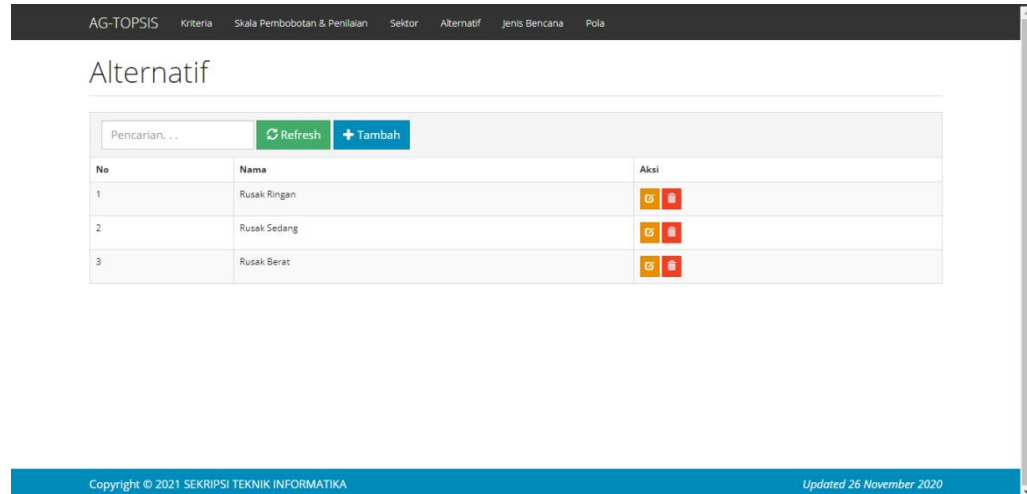 AG-TOPSIS Kriteria Skala Pembobotan & Penilaian Sektor Alternatif Jenis Bencana Pola
Alternatif
Pencarian. . . Refresh Tambah
No Nama Aksi
1 Rusak Ringan
2 Rusak Sedang
3 Rusak Berat
Copyright © 2021 SEKRIPSI TEKNIK INFORMATIKA Updated 26 November 2020